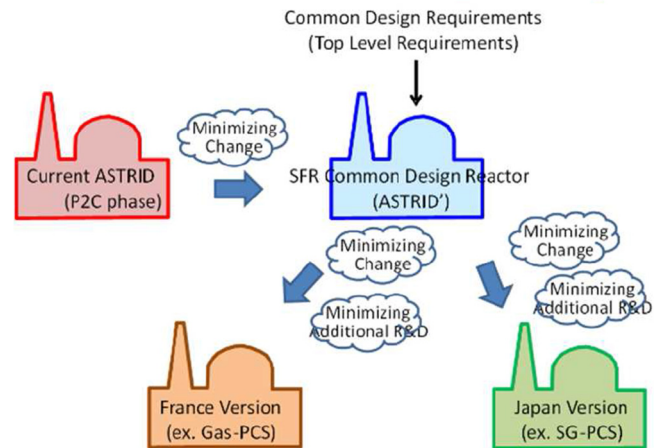 Common Design Requirements
(Top Level Requirements)
Minimizing
Change
Current ASTRID
(P2C phase)
SFR Common Design Reactor
(ASTRID')
Minimizing
Change
Minimizing
Additional R&D
Minimizing
Change
Minimizing
Additional R&D
France Version
(ex. Gas-PCS)
Japan Version
(ex. SG-PCS)